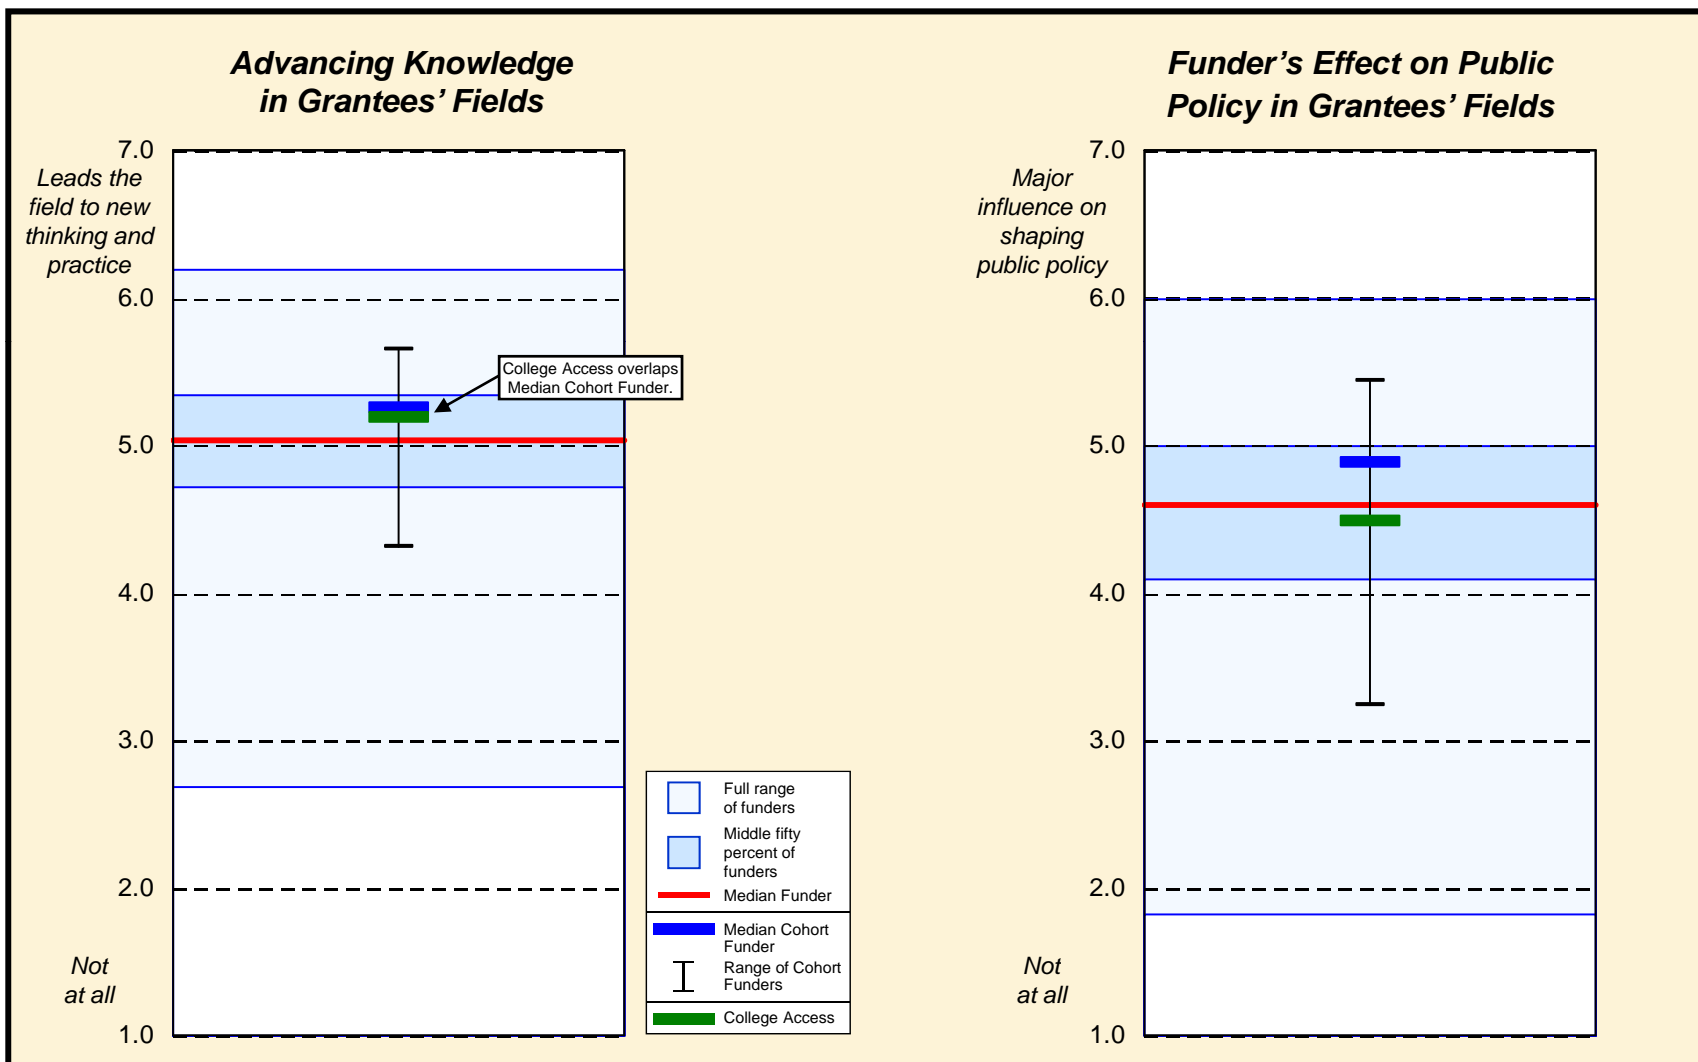 Advancing Knowledge
in Grantees’ Fields
7.0
Leads the
field to new
thinking and
practice
6.0
College Access overlaps
Median Cohort Funder.
5.0
4.0
3.0
2.0
Not
at all
1.0
Full range
of funders
Middle fifty
percent of
funders
Median Funder
Median Cohort
Funder
Range of Cohort
Funders
College Access
Funder’s Effect on Public
Policy in Grantees’ Fields
7.0
Major
influence on
shaping
public policy
6.0
5.0
4.0
3.0
2.0
Not
at all
1.0